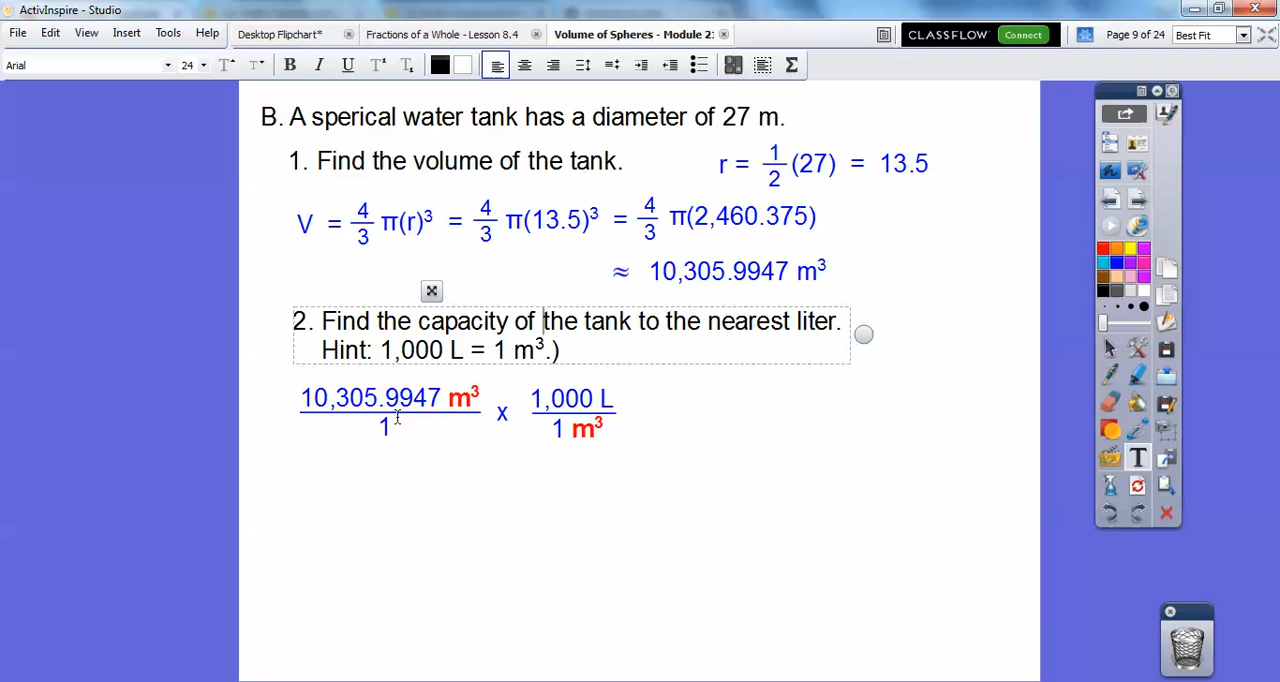 ActivInspire - Studio
File Edit View Insert Tools Help
Desktop Flipchart* Fractions of a Whole - Lesson 8.4 Volume of Spheres - Module 2
CLASSFLOW Connect Page 9 of 24 Best Fit
Arial 24 B I U
B. A sperical water tank has a diameter of 27 m.
1. Find the volume of the tank. r = 1/2 (27) = 13.5
V = 4/3 π(r)³ = 4/3 π(13.5)³ = 4/3 π(2,460.375)
≈ 10,305.9947 m³
2. Find the capacity of the tank to the nearest liter.
Hint: 1,000 L = 1 m³.)
10,305.9947 m³ / 1 x 1,000 L / 1 m³